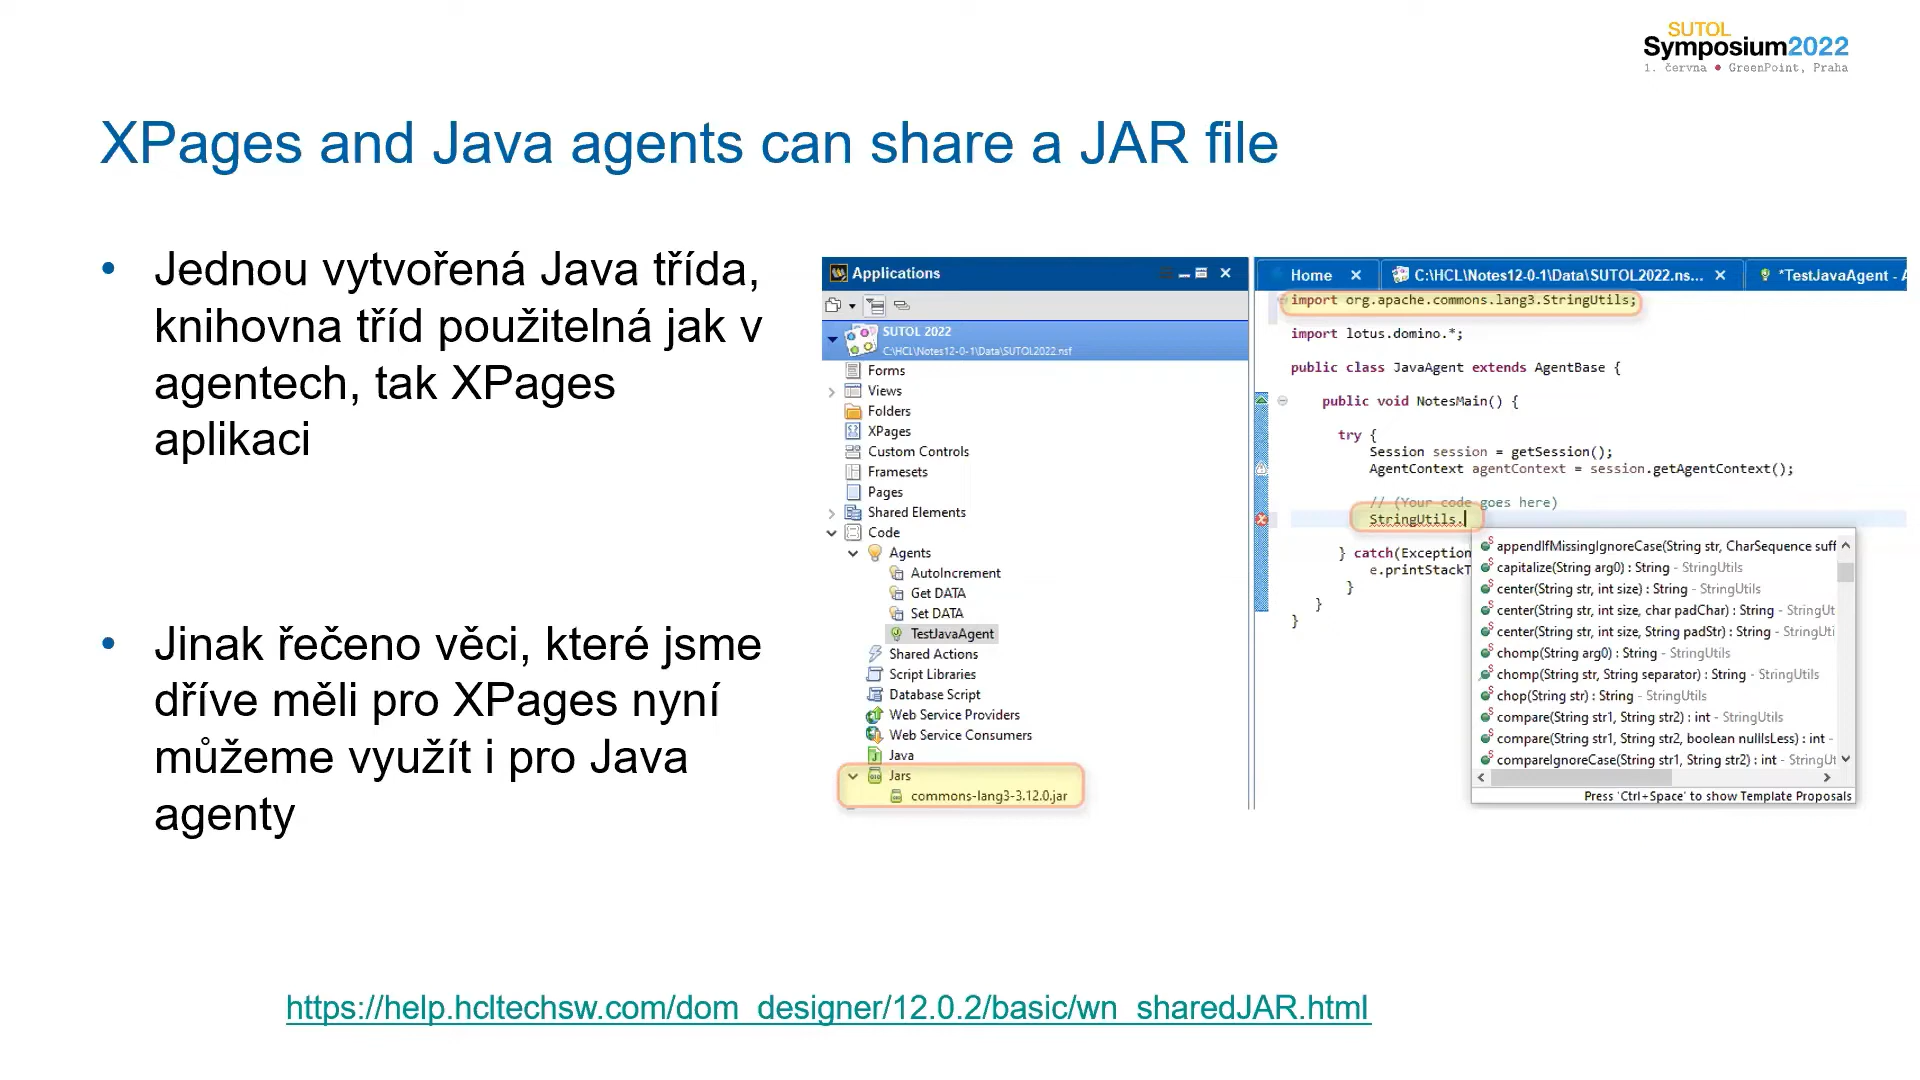 SUTOL
Symposium2022
1. června • GreenPoint, Praha
XPages and Java agents can share a JAR file
• Jednou vytvořená Java třída,
knihovna tříd použitelná jak v
agentech, tak XPages
aplikaci
• Jinak řečeno věci, které jsme
dříve měli pro XPages nyní
můžeme využít i pro Java
agenty
Applications
SUTOL 2022
C:\HCL\Notes12-0-1\Data\SUTOL2022.nsf
Forms
Views
Folders
XPages
Custom Controls
Framesets
Pages
Shared Elements
Code
Agents
AutoIncrement
Get DATA
Set DATA
TestJavaAgent
Shared Actions
Script Libraries
Database Script
Web Service Providers
Web Service Consumers
Java
Jars
commons-lang3-3.12.0.jar
Home
C:\HCL\Notes12-0-1\Data\SUTOL2022.ns...
*TestJavaAgent - A
import org.apache.commons.lang3.StringUtils;
import lotus.domino.*;
public class JavaAgent extends AgentBase {
public void NotesMain() {
try {
Session session = getSession();
AgentContext agentContext = session.getAgentContext();
// (Your code goes here)
StringUtils.
} catch(Exception
e.printStackT
}
}
}
appendIfMissingIgnoreCase(String str, CharSequence suff
capitalize(String arg0) : String - StringUtils
center(String str, int size) : String - StringUtils
center(String str, int size, char padChar) : String - StringUt
center(String str, int size, String padStr) : String - StringUti
chomp(String arg0) : String - StringUtils
chomp(String str, String separator) : String - StringUtils
chop(String str) : String - StringUtils
compare(String str1, String str2) : int - StringUtils
compare(String str1, String str2, boolean nullIsLess) : int -
compareIgnoreCase(String str1, String str2) : int - StringUt
Press 'Ctrl+Space' to show Template Proposals
https://help.hcltechsw.com/dom_designer/12.0.2/basic/wn_sharedJAR.html